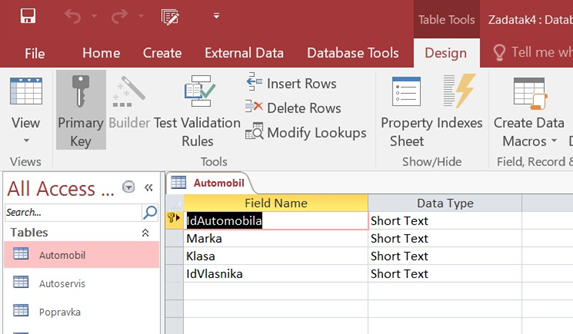 Table Tools
Zadatak4 : Datab
File Home Create External Data Database Tools Design Tell me wh
View
Primary Key
Builder
Test Validation Rules
Insert Rows
Delete Rows
Modify Lookups
Property Sheet
Indexes
Create Data Macros
Views
Tools
Show/Hide
Field, Record &
All Access ...
Search...
Tables
Automobil
Autoservis
Popravka
Automobil
Field Name Data Type
IdAutomobila Short Text
Marka Short Text
Klasa Short Text
IdVlasnika Short Text